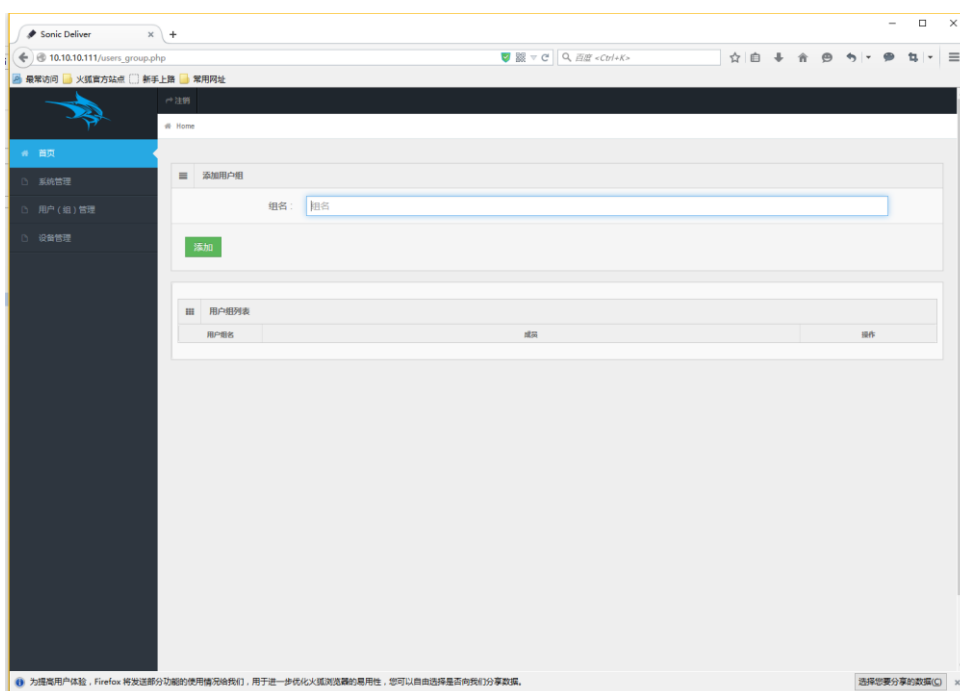 Sonic Deliver
10.10.10.111/users_group.php
百度 <Ctrl+K>
最常访问 火狐官方站点 新手上路 常用网址
注销
Home
首页
系统管理
用户（组）管理
设备管理
添加用户组
组名：
组名
添加
用户组列表
用户组名 成员 操作
为提高用户体验，Firefox 将发送部分功能的使用情况给我们，用于进一步优化火狐浏览器的易用性，您可以自由选择是否向我们分享数据。 选择您要分享的数据(C)